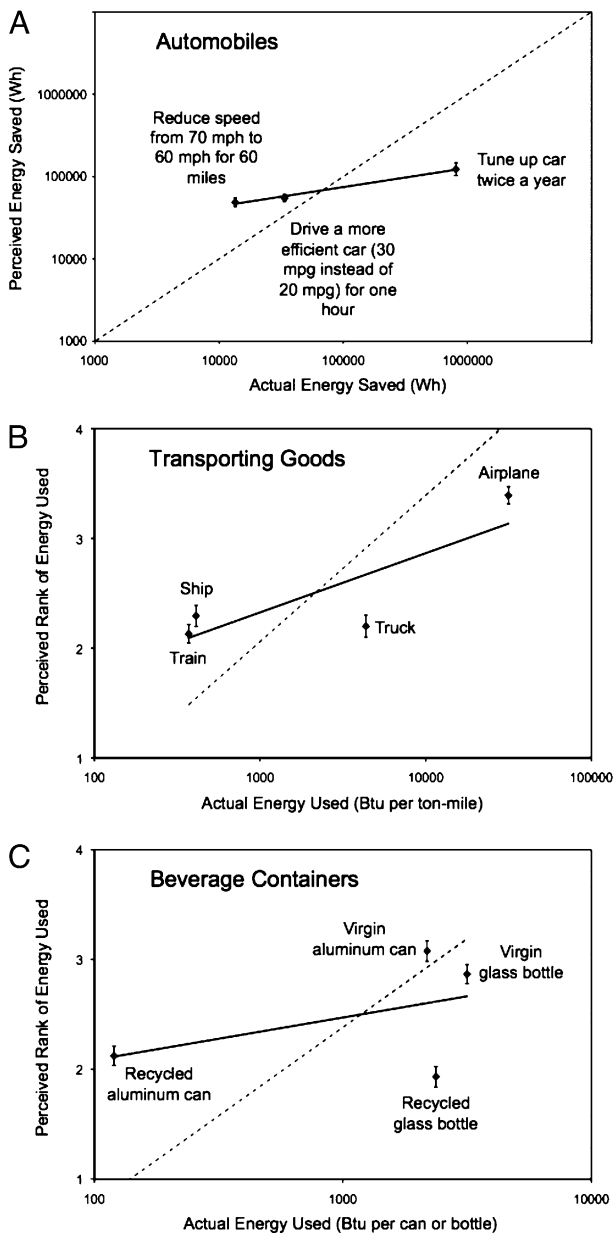 A
Automobiles
Perceived Energy Saved (Wh)
1000000
100000
10000
1000
Reduce speed
from 70 mph to
60 mph for 60
miles
Tune up car
twice a year
Drive a more
efficient car (30
mpg instead of
20 mpg) for one
hour
1000
10000
100000
1000000
Actual Energy Saved (Wh)
B
Transporting Goods
Perceived Rank of Energy Used
4
3
2
1
Airplane
Ship
Train
Truck
100
1000
10000
100000
Actual Energy Used (Btu per ton-mile)
C
Beverage Containers
Perceived Rank of Energy Used
4
3
2
1
Virgin
aluminum can
Virgin
glass bottle
Recycled
aluminum can
Recycled
glass bottle
100
1000
10000
Actual Energy Used (Btu per can or bottle)